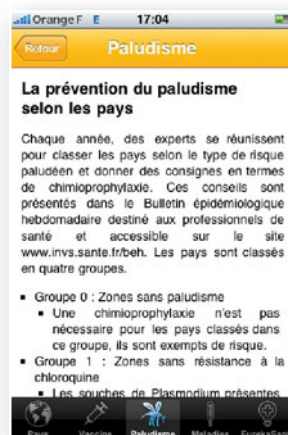 Orange F E 17:04
Retour Paludisme
La prévention du paludisme
selon les pays
Chaque année, des experts se réunissent
pour classer les pays selon le type de risque
paludéen et donner des consignes en termes
de chimioprophylaxie. Ces conseils sont
présentés dans le Bulletin épidémiologique
hebdomadaire destiné aux professionnels de
santé et accessible sur le site
www.invs.sante.fr/beh. Les pays sont classés
en quatre groupes.
Groupe 0 : Zones sans paludisme
Une chimioprophylaxie n'est pas
nécessaire pour les pays classés dans
ce groupe, ils sont exempts de risque.
Groupe 1 : Zones sans résistance à la
chloroquine
Les souches de Plasmodium présentes
Pays Vaccins Paludisme Maladies EurekaSanté